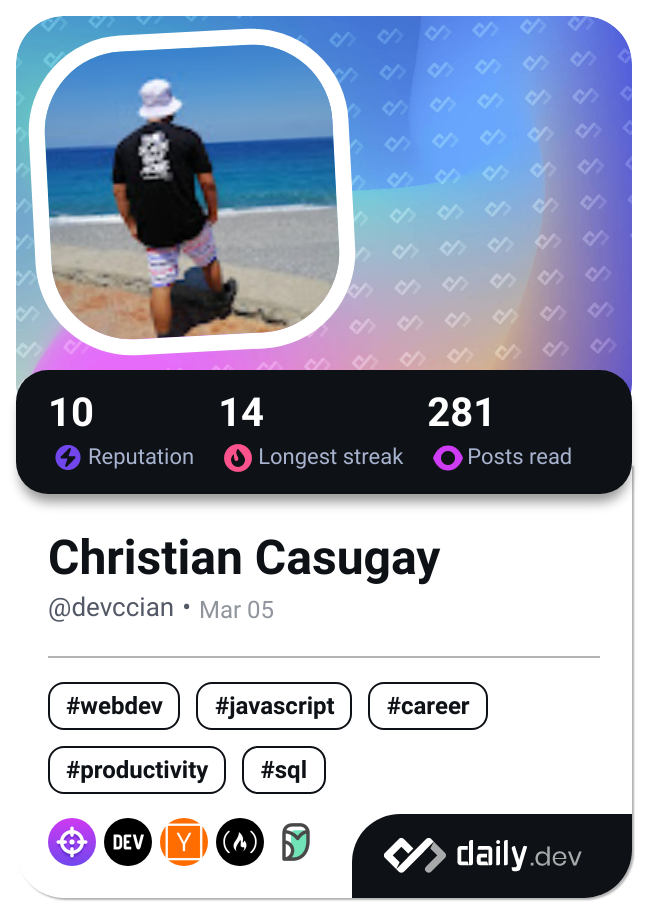 10 14 281
Reputation Longest streak Posts read
Christian Casugay
@devccian • Mar 05
#webdev #javascript #career
#productivity #sql
DEV Y daily.dev